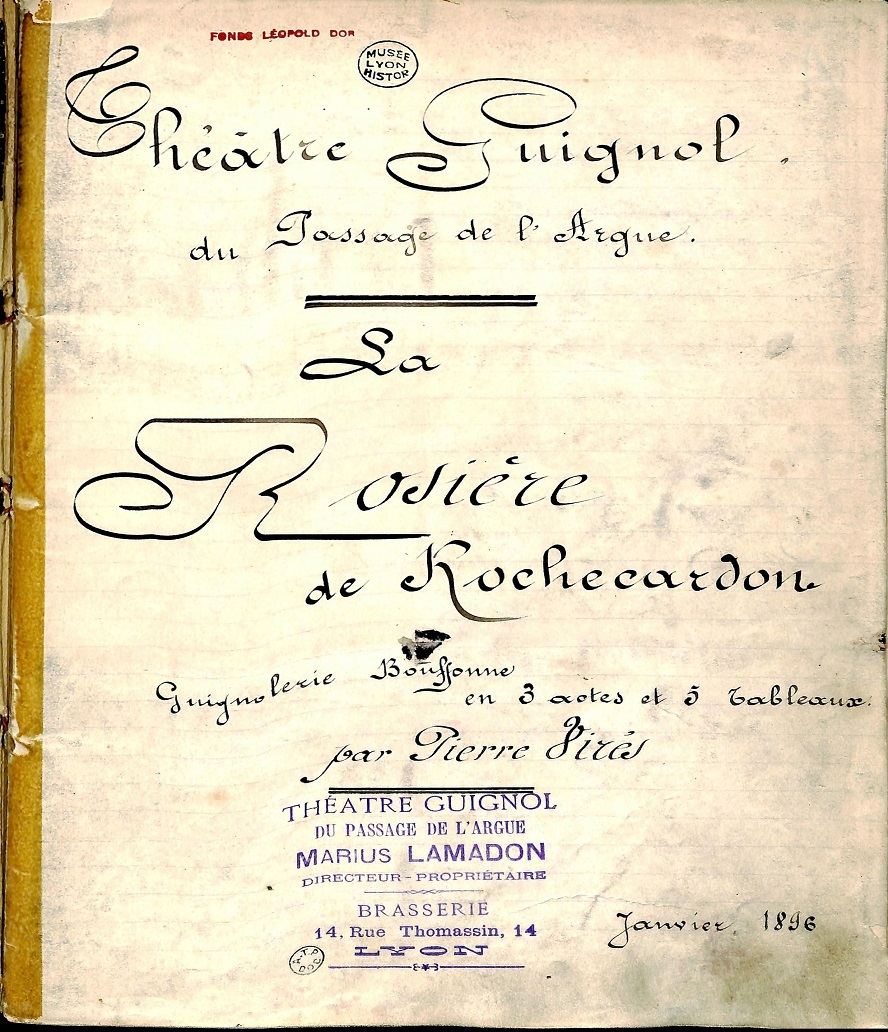 FONDS LÉOPOLD DOR
MUSEE
LYON
HISTOR
Théâtre Guignol.
du Passage de l'Argue.
La
Rosière
de Rochecardon
Guignolerie Bouffonne
en 3 actes et 5 tableaux.
par Pierre Virès
THÉATRE GUIGNOL
DU PASSAGE DE L'ARGUE
MARIUS LAMADON
DIRECTEUR-PROPRIÉTAIRE
BRASSERIE
14, Rue Thomassin, 14
LYON
Janvier 1896
A.T.P
DOC